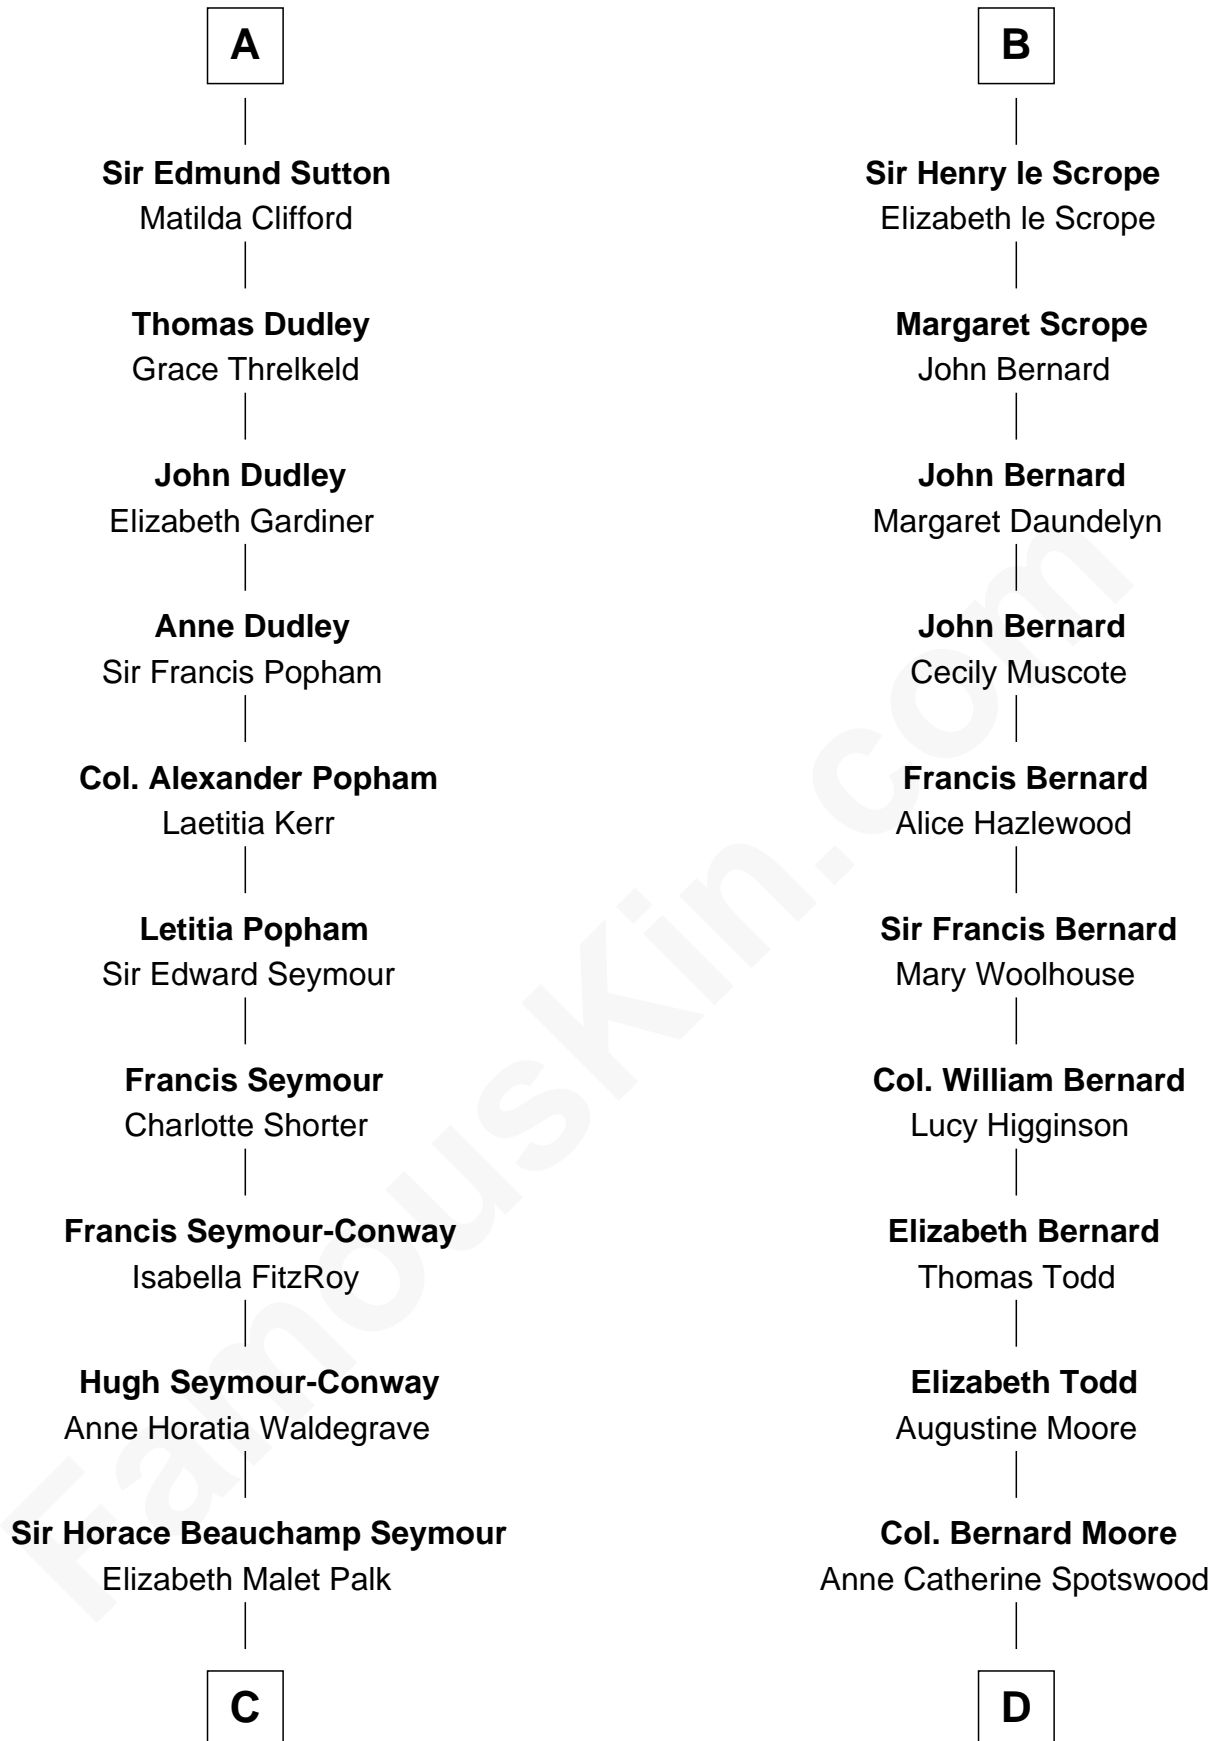 A
Sir Edmund Sutton
Matilda Clifford
Thomas Dudley
Grace Threlkeld
John Dudley
Elizabeth Gardiner
Anne Dudley
Sir Francis Popham
Col. Alexander Popham
Laetitia Kerr
Letitia Popham
Sir Edward Seymour
Francis Seymour
Charlotte Shorter
Francis Seymour-Conway
Isabella FitzRoy
Hugh Seymour-Conway
Anne Horatia Waldegrave
Sir Horace Beauchamp Seymour
Elizabeth Malet Palk
C
B
Sir Henry le Scrope
Elizabeth le Scrope
Margaret Scrope
John Bernard
John Bernard
Margaret Daundelyn
John Bernard
Cecily Muscote
Francis Bernard
Alice Hazlewood
Sir Francis Bernard
Mary Woolhouse
Col. William Bernard
Lucy Higginson
Elizabeth Bernard
Thomas Todd
Elizabeth Todd
Augustine Moore
Col. Bernard Moore
Anne Catherine Spotswood
D
FamousKin.com